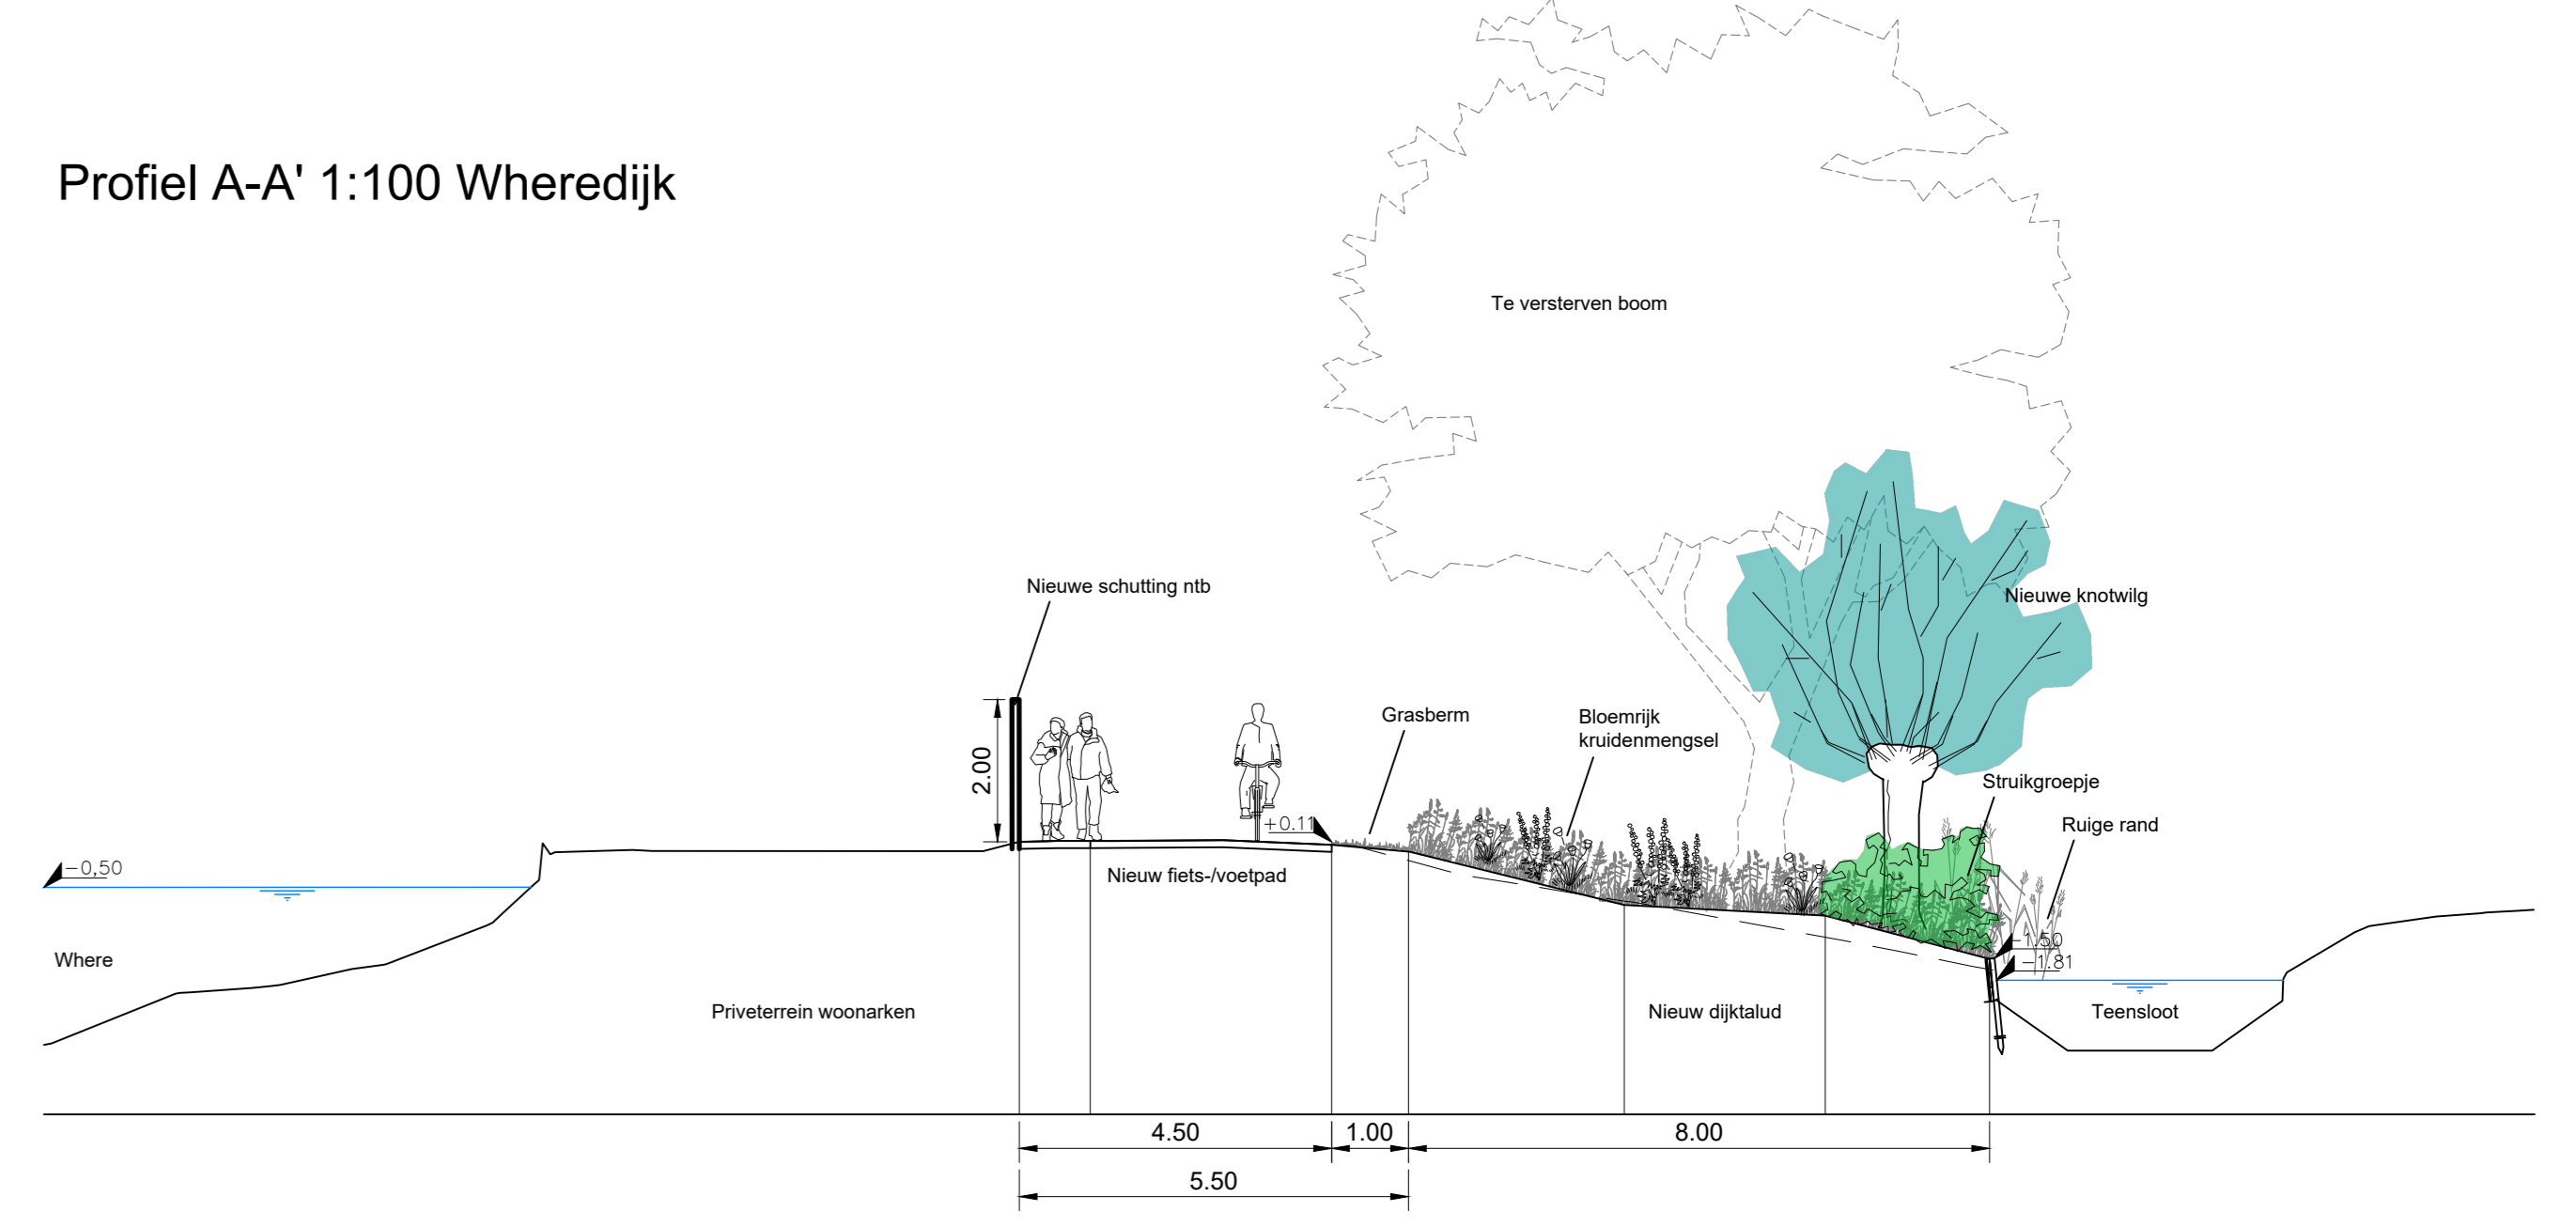 Profiel A-A' 1:100 Wheredijk
Te versterven boom
Nieuwe schutting ntb
Nieuwe knotwilg
Grasberm
Bloemrijk
kruidenmengsel
2.00
Struikgroepje
+0.11
Ruige rand
-0,50
Nieuw fiets-/voetpad
-1.50
Where
-1.81
Priveterrein woonarken
Nieuw dijktalud
Teensloot
4.50
1.00
8.00
5.50